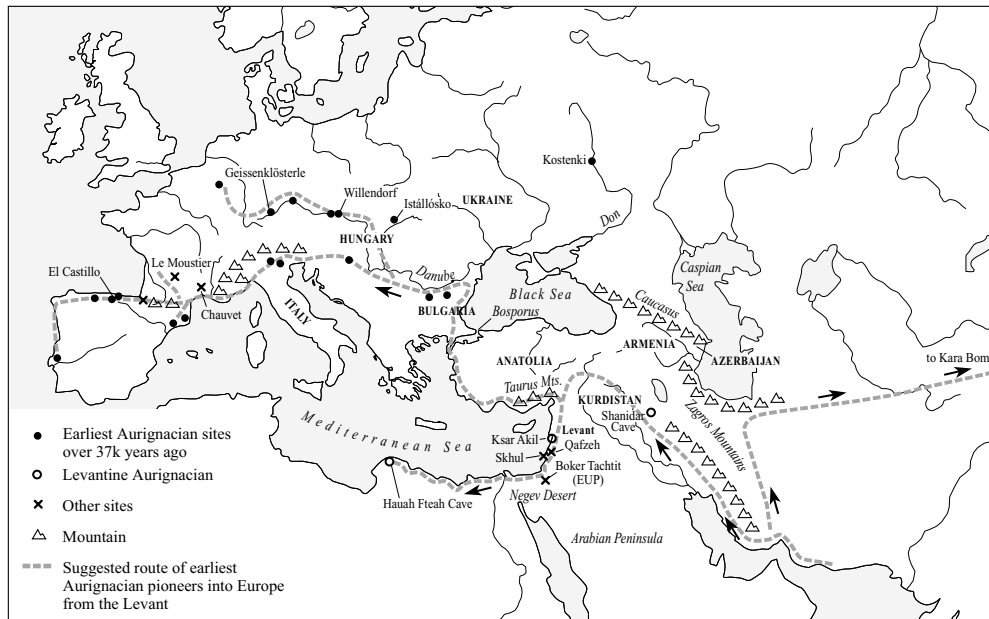 Kostenki
Geissenklösterle
Willendorf
Istállósko
UKRAINE
Don
HUNGARY
Le Moustier
El Castillo
Danube
Caspian
Sea
Black Sea
Caucasus
Chauvet
ITALY
BULGARIA
Bosporus
ARMENIA
AZERBAIJAN
ANATOLIA
to Kara Bom
Taurus Mts.
KURDISTAN
Shanidar
Cave
Zagros Mountains
Mediterranean Sea
Levant
Ksar Akil
Qafzeh
Skhul
Boker Tachtit
(EUP)
Negev Desert
Hauah Fteah Cave
Arabian Peninsula
Earliest Aurignacian sites
over 37k years ago
Levantine Aurignacian
Other sites
Mountain
Suggested route of earliest
Aurignacian pioneers into Europe
from the Levant